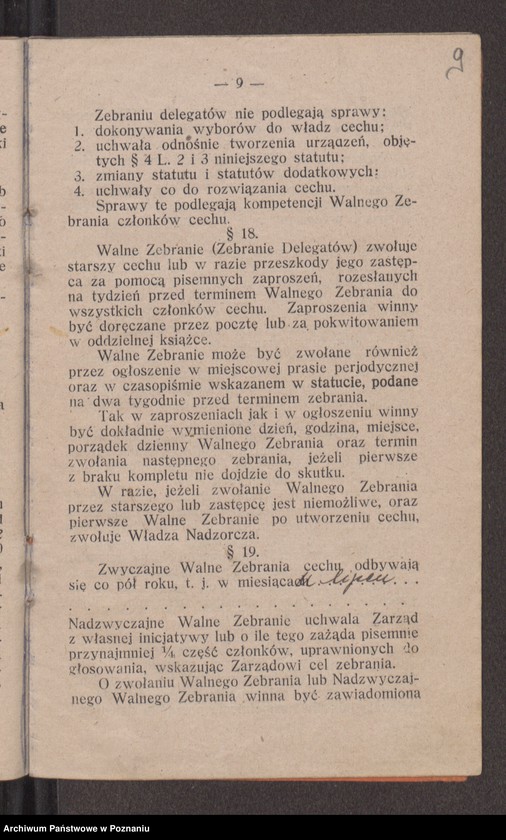 9
— 9 —
Zebraniu delegatów nie podlegają sprawy:
1. dokonywania wyborów do władz cechu;
2. uchwała odnośnie tworzenia urządzeń, obję-
tych § 4 L. 2 i 3 niniejszego statutu;
3. zmiany statutu i statutów dodatkowych:
4. uchwały co do rozwiązania cechu.
Sprawy te podlegają kompetencji Walnego Ze-
brania członków cechu.
§ 18.
Walne Zebranie (Zebranie Delegatów) zwołuje
starszy cechu lub w razie przeszkody jego zastęp-
ca za pomocą pisemnych zaproszeń, rozesłanych
na tydzień przed terminem Walnego Zebrania do
wszystkich członków cechu. Zaproszenia winny
być doręczane przez pocztę lub za pokwitowaniem
w oddzielnej książce.
Walne Zebranie może być zwołane również
przez ogłoszenie w miejscowej prasie perjodycznej
oraz w czasopiśmie wskazanem w statucie, podane
na dwa tygodnie przed terminem zebrania.
Tak w zaproszeniach jak i w ogłoszeniu winny
być dokładnie wymienione dzień, godzina, miejsce,
porządek dzienny Walnego Zebrania oraz termin
zwołania następnego zebrania, jeżeli pierwsze
z braku kompletu nie dojdzie do skutku.
W razie, jeżeli zwołanie Walnego Zebrania
przez starszego lub zastępcę jest niemożliwe, oraz
pierwsze Walne Zebranie po utworzeniu cechu,
zwołuje Władza Nadzorcza.
§ 19.
Zwyczajne Walne Zebrania cechu odbywają
się co pół roku, t. j. w miesiącach lipcu . . .
. . . . . . . . . . . . . . . . . . .
Nadzwyczajne Walne Zebranie uchwala Zarząd
z własnej inicjatywy lub o ile tego zażąda pisemnie
przynajmniej ¼ część członków, uprawnionych do
głosowania, wskazując Zarządowi cel zebrania.
O zwołaniu Walnego Zebrania lub Nadzwyczaj-
nego Walnego Zebrania winna być zawiadomiona
Archiwum Państwowe w Poznaniu